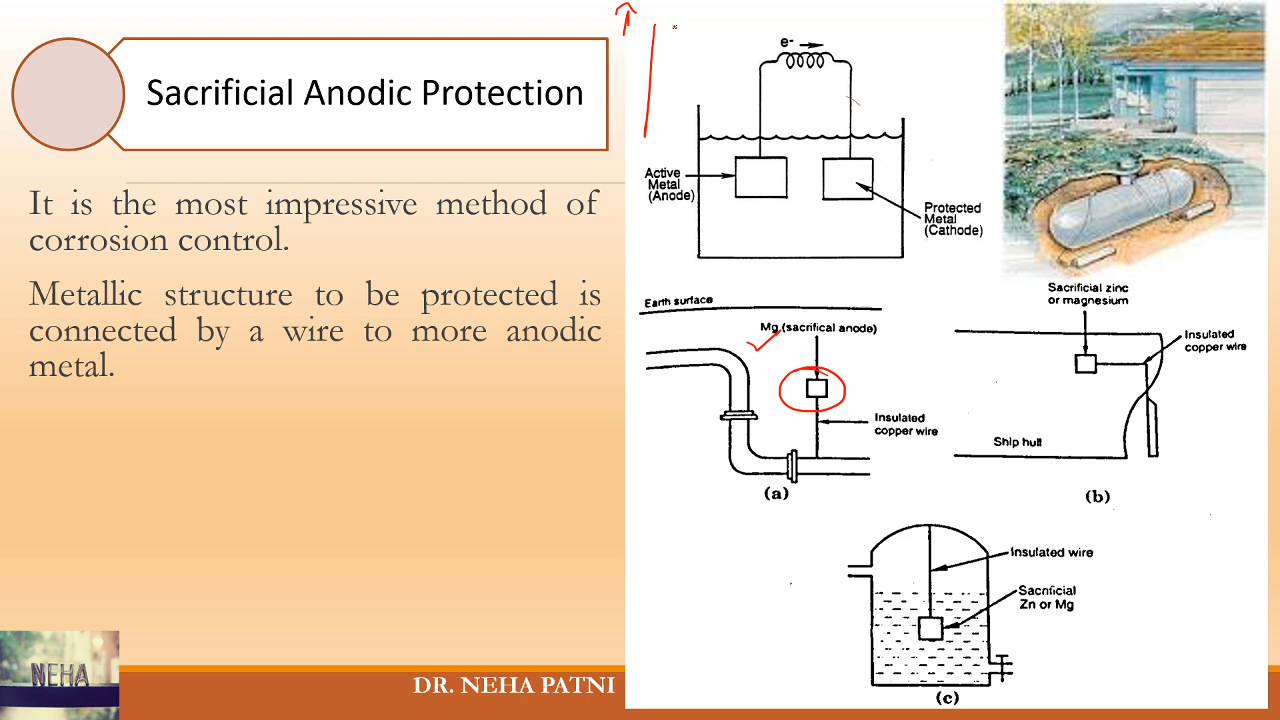 Sacrificial Anodic Protection
It is the most impressive method of
corrosion control.
Metallic structure to be protected is
connected by a wire to more anodic
metal.
e-
Active
Metal
(Anode)
Protected
Metal
(Cathode)
Earth surface
Mg (sacrifical anode)
Insulated
copper wire
(a)
Sacrificial zinc
or magnesium
Insulated
copper wire
Ship hull
(b)
Insulated wire
Sacrificial
Zn or Mg
(c)
NEHA
DR. NEHA PATNI